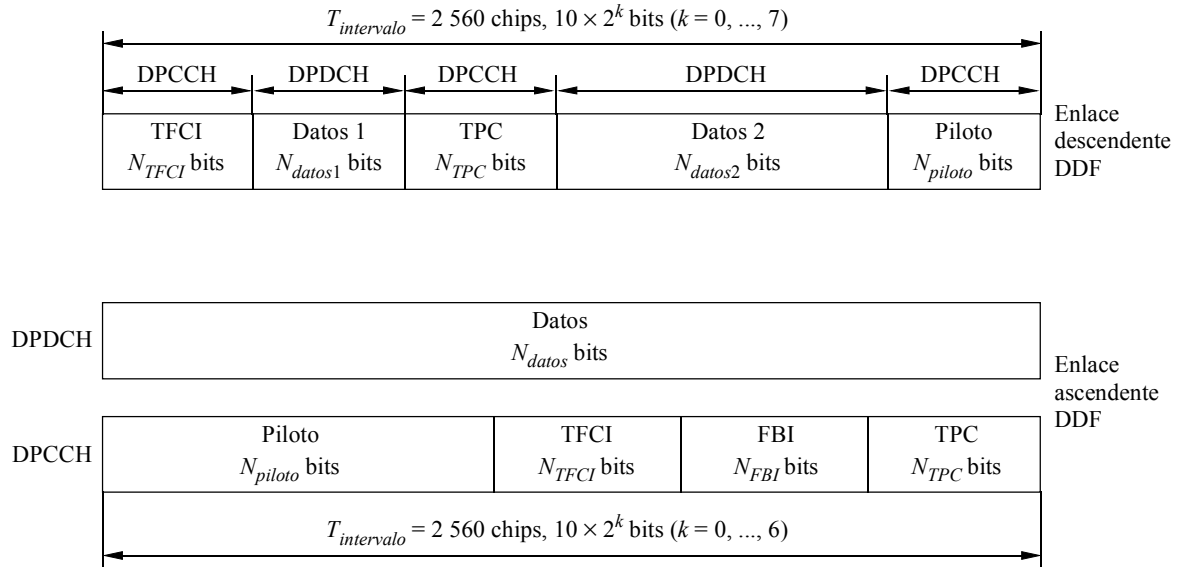 T_intervalo = 2 560 chips, 10 × 2^k bits (k = 0, ..., 7)
DPCCH DPDCH DPCCH DPDCH DPCCH
TFCI Datos 1 TPC Datos 2 Piloto
N_TFCI bits N_datos1 bits N_TPC bits N_datos2 bits N_piloto bits
Enlace
descendente
DDF
DPDCH
Datos
N_datos bits
Enlace
ascendente
DDF
DPCCH
Piloto TFCI FBI TPC
N_piloto bits N_TFCI bits N_FBI bits N_TPC bits
T_intervalo = 2 560 chips, 10 × 2^k bits (k = 0, ..., 6)